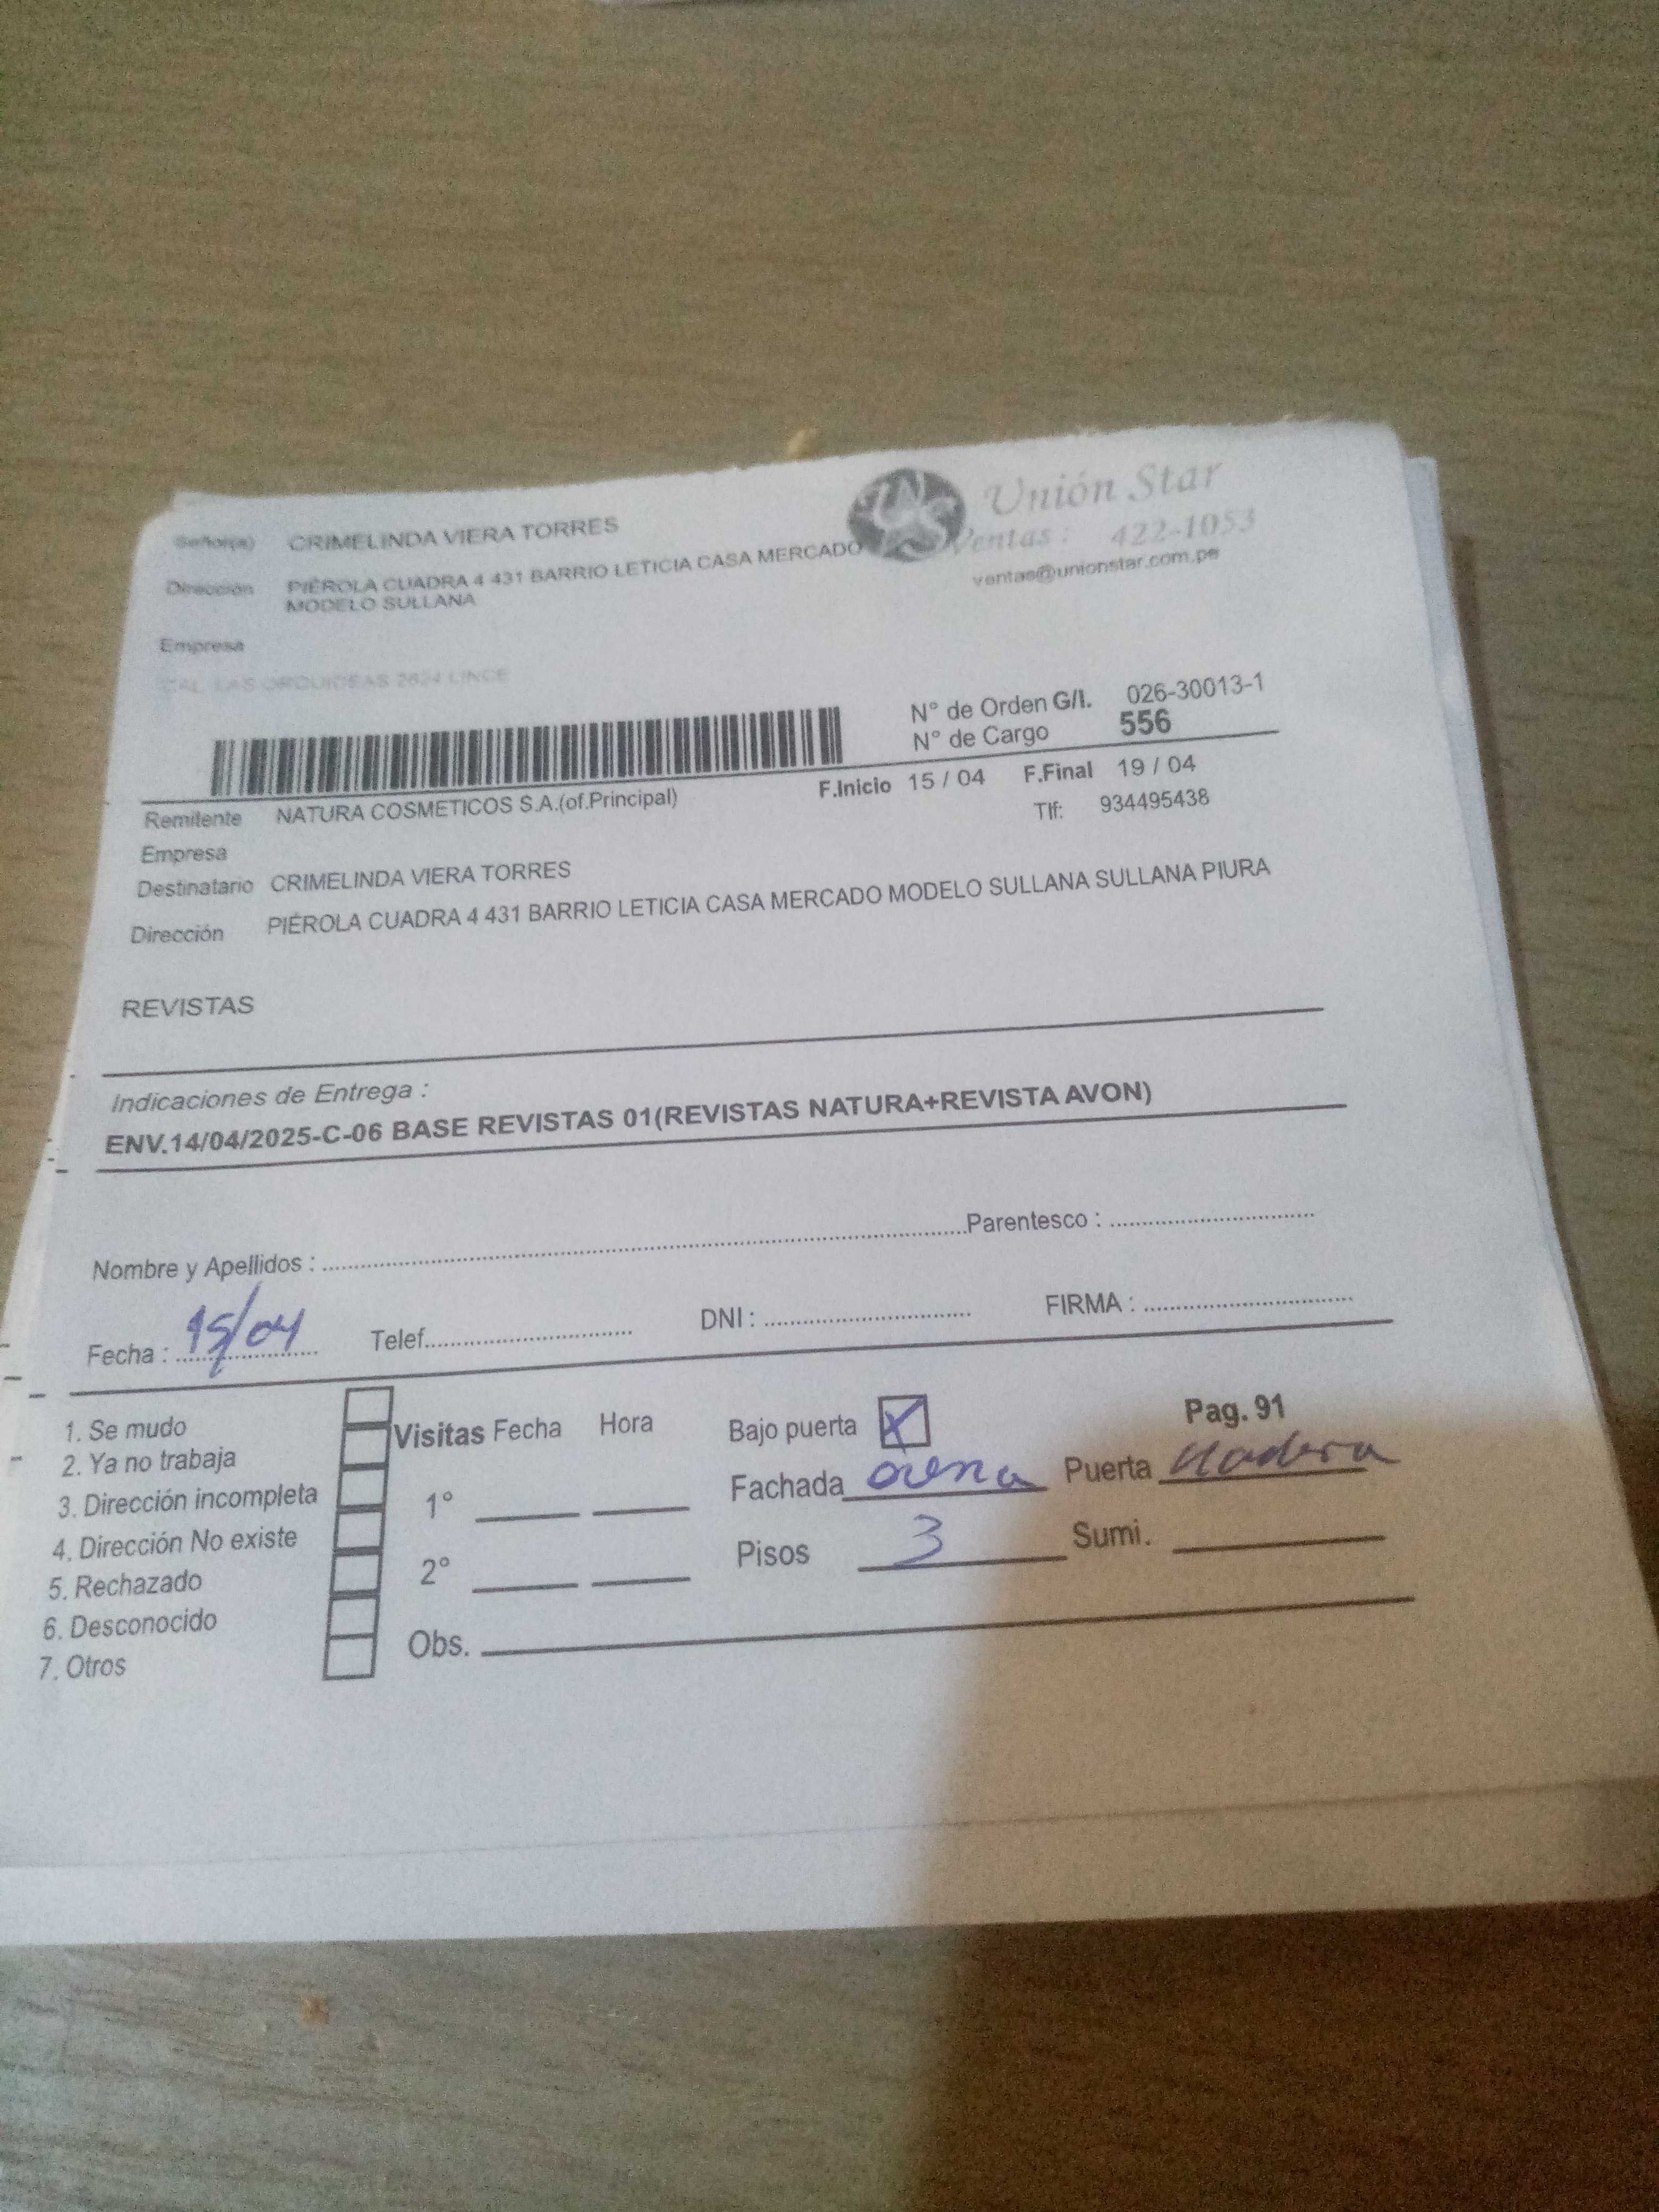 Señor(a) CRIMELINDA VIERA TORRES
Unión Star
Ventas : 422-1053
ventas@unionstar.com.pe
Dirección PIÉROLA CUADRA 4 431 BARRIO LETICIA CASA MERCADO
MODELO SULLANA
Empresa
CAL LAS ORQUIDEAS 2624 LINCE
N° de Orden G/I. 026-30013-1
N° de Cargo 556
F.Inicio 15 / 04 F.Final 19 / 04
Remitente NATURA COSMETICOS S.A.(of.Principal)
Tlf: 934495438
Empresa
Destinatario CRIMELINDA VIERA TORRES
Dirección PIÉROLA CUADRA 4 431 BARRIO LETICIA CASA MERCADO MODELO SULLANA SULLANA PIURA
REVISTAS
Indicaciones de Entrega :
ENV.14/04/2025-C-06 BASE REVISTAS 01(REVISTAS NATURA+REVISTA AVON)
Nombre y Apellidos : Parentesco :
Fecha : 15/04 Telef. DNI : FIRMA :
1. Se mudo
2. Ya no trabaja
3. Dirección incompleta
4. Dirección No existe
5. Rechazado
6. Desconocido
7. Otros
Visitas Fecha Hora
1°
2°
Obs.
Bajo puerta X Pag. 91
Fachada Puerta Madera
Pisos 3 Sumi.